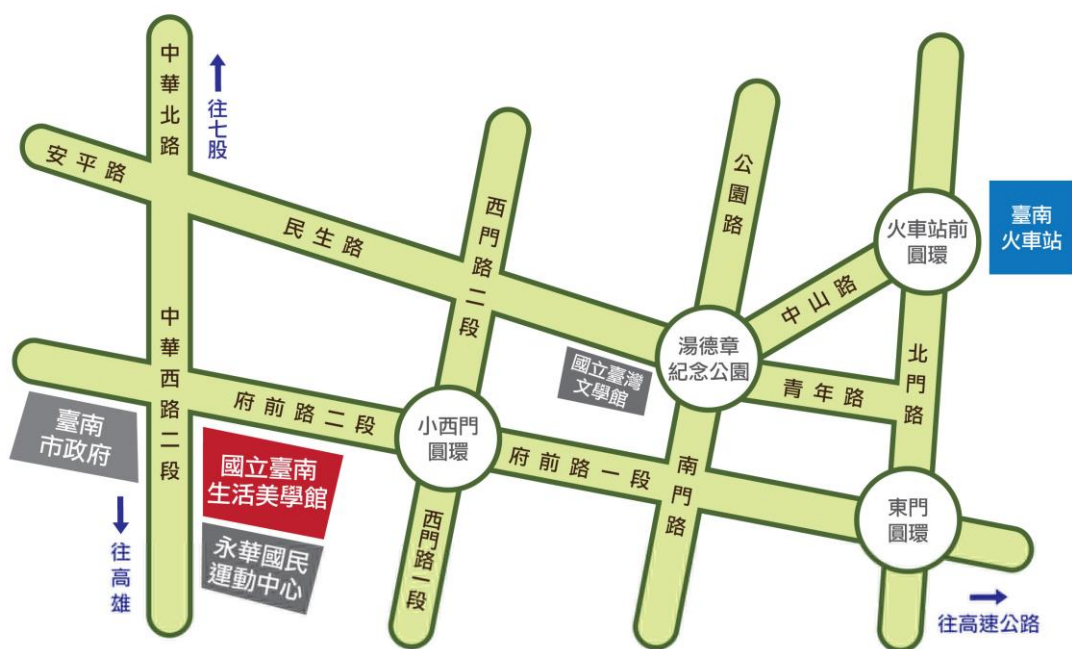 中華北路
往七股
安平路
民生路
西門路二段
公園路
火車站前
圓環
臺南
火車站
中山路
中華西路二段
國立臺灣
文學館
湯德章
紀念公園
青年路
北門路
臺南
市政府
府前路二段
小西門
圓環
國立臺南
生活美學館
府前路一段
南門路
東門
圓環
往高雄
永華國民
運動中心
西門路一段
往高速公路